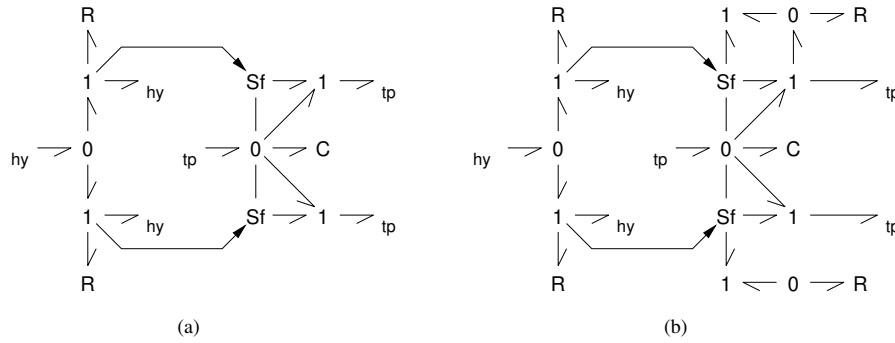 R R 1 0 R
1 hy Sf 1 tp 1 hy Sf 1 tp
hy 0 tp 0 C hy 0 tp 0 C
1 hy Sf 1 tp 1 hy Sf 1 tp
R R 1 0 R
(a) (b)